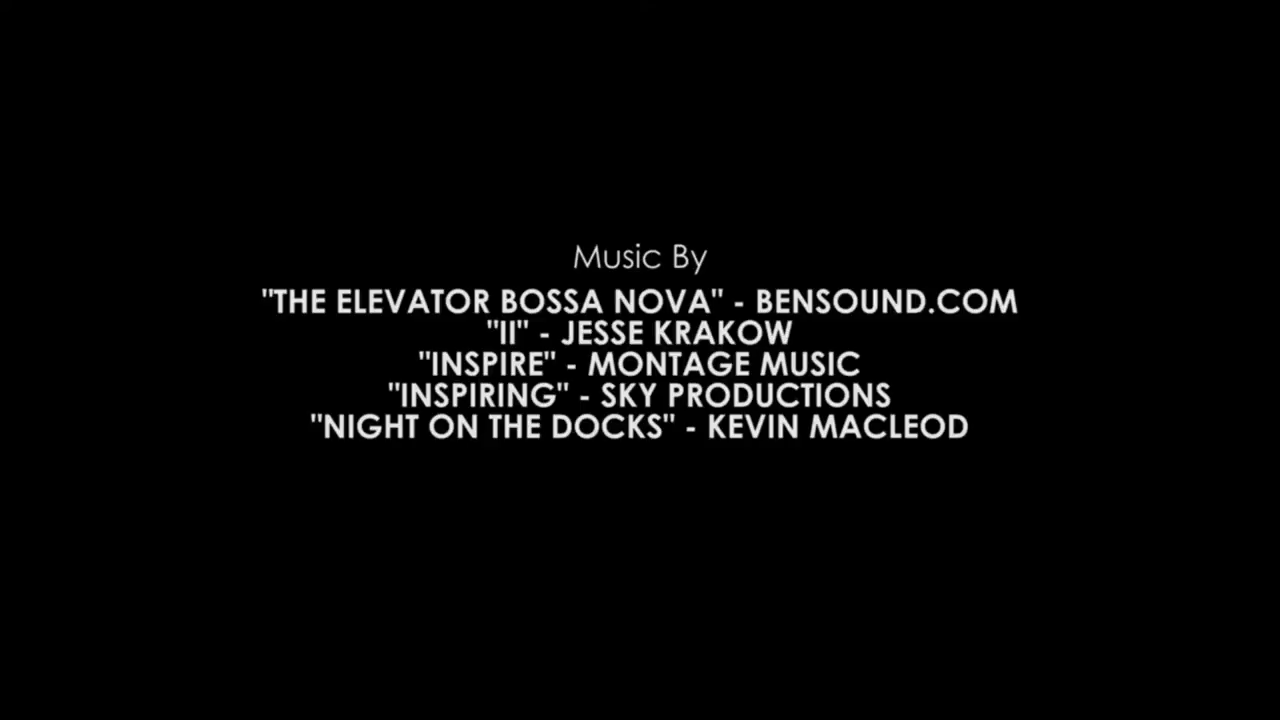 Music By
"THE ELEVATOR BOSSA NOVA" - BENSOUND.COM
"II" - JESSE KRAKOW
"INSPIRE" - MONTAGE MUSIC
"INSPIRING" - SKY PRODUCTIONS
"NIGHT ON THE DOCKS" - KEVIN MACLEOD